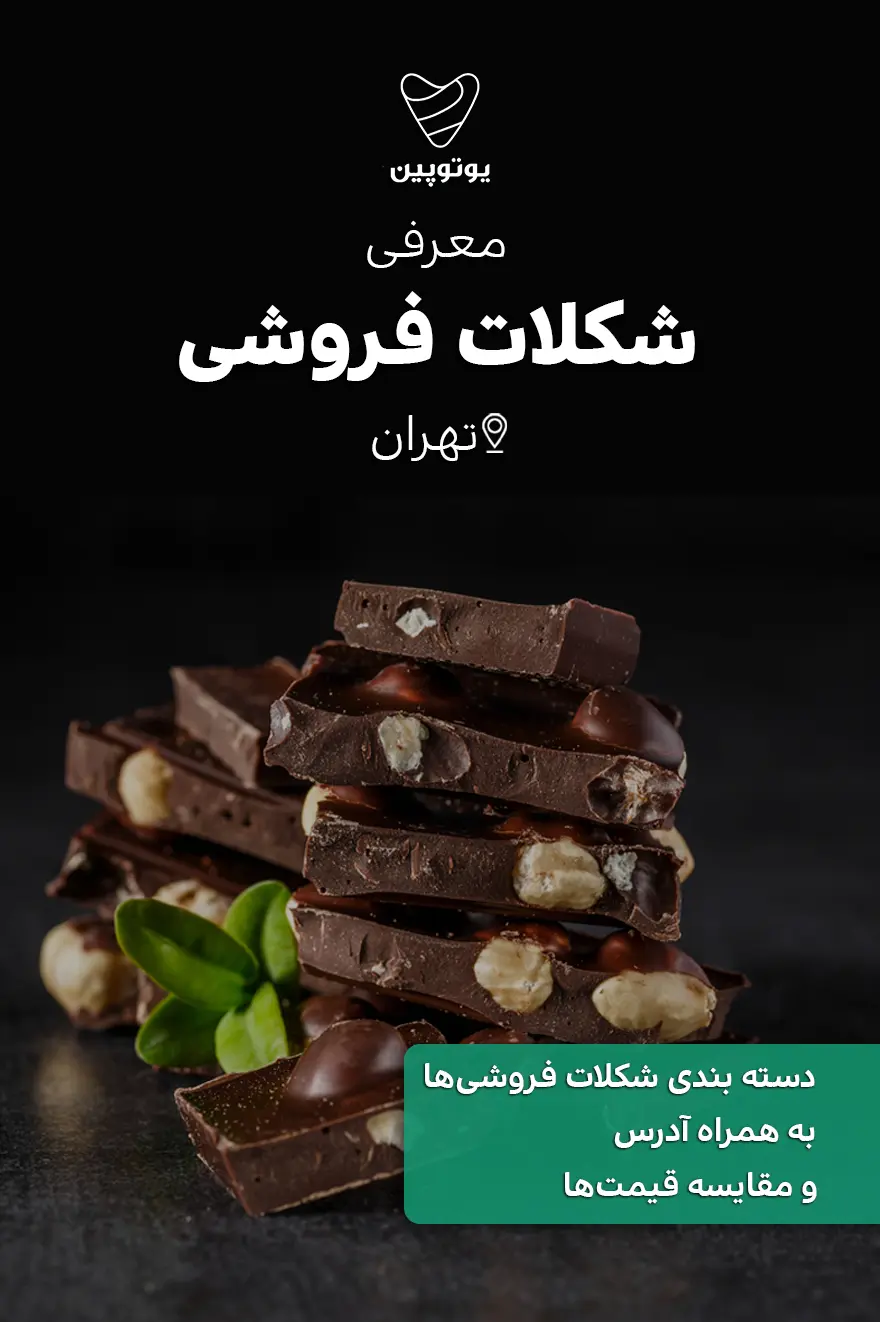 یوتوپین
معرفی
شکلات فروشی
تهران
دسته بندی شکلات فروشی‌ها
به همراه آدرس
و مقایسه قیمت‌ها